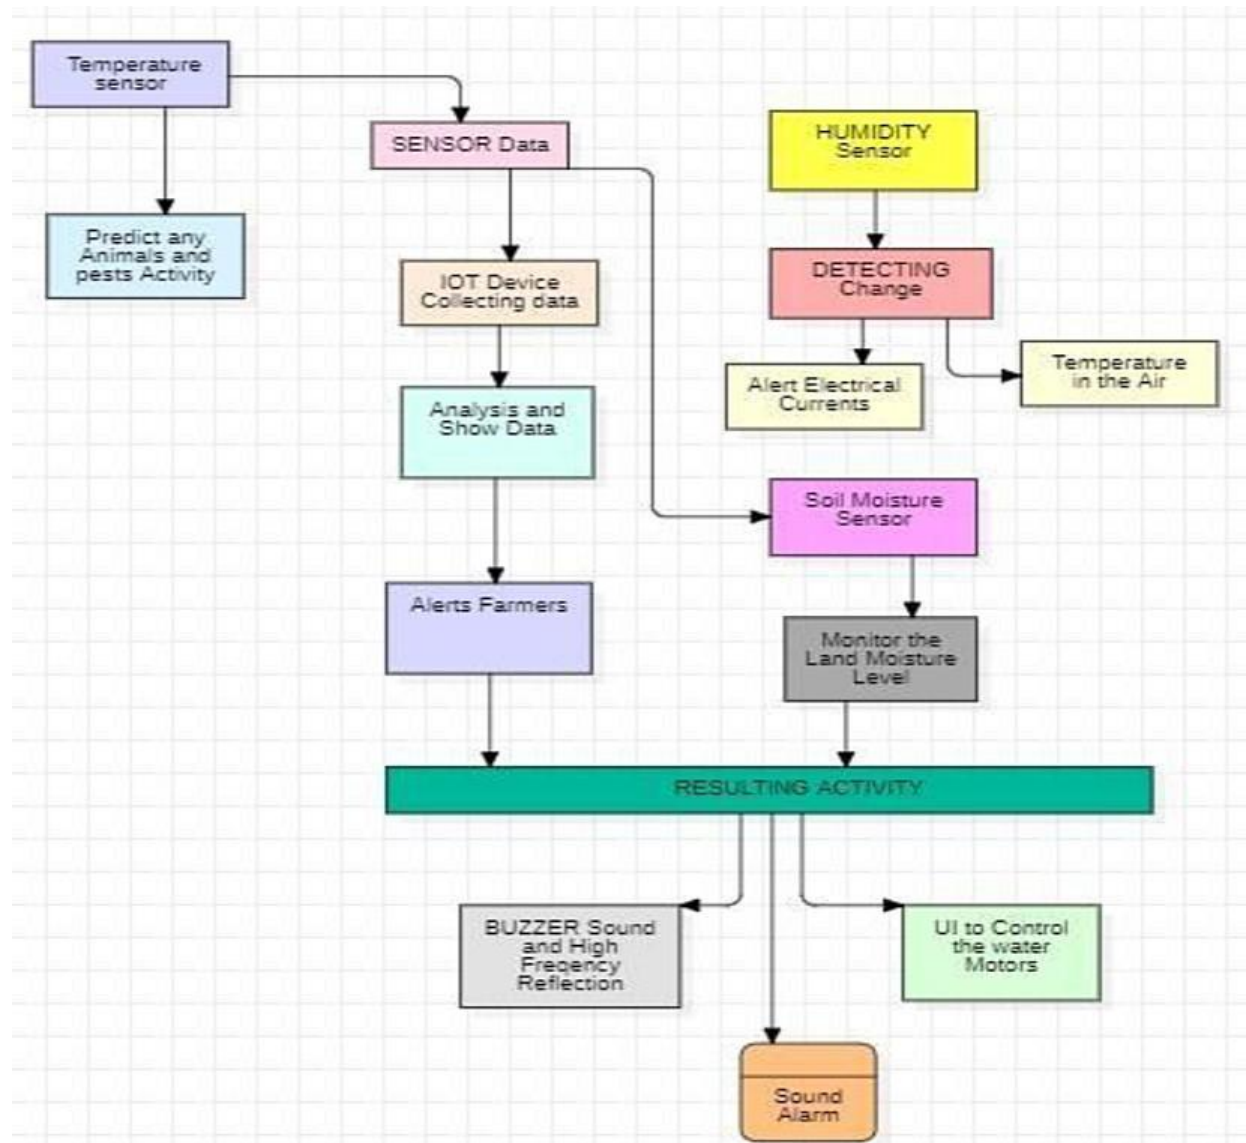 Temperature
sensor
SENSOR Data
HUMIDITY
Sensor
Predict any
Animals and
pests Activity
IOT Device
Collecting data
DETECTING
Change
Alert Electrical
Currents
Temperature
in the Air
Analysis and
Show Data
Soil Moisture
Sensor
Alerts Farmers
Monitor the
Land Moisture
Level
RESULTING ACTIVITY
BUZZER Sound
and High
Freqency
Reflection
UI to Control
the water
Motors
Sound
Alarm